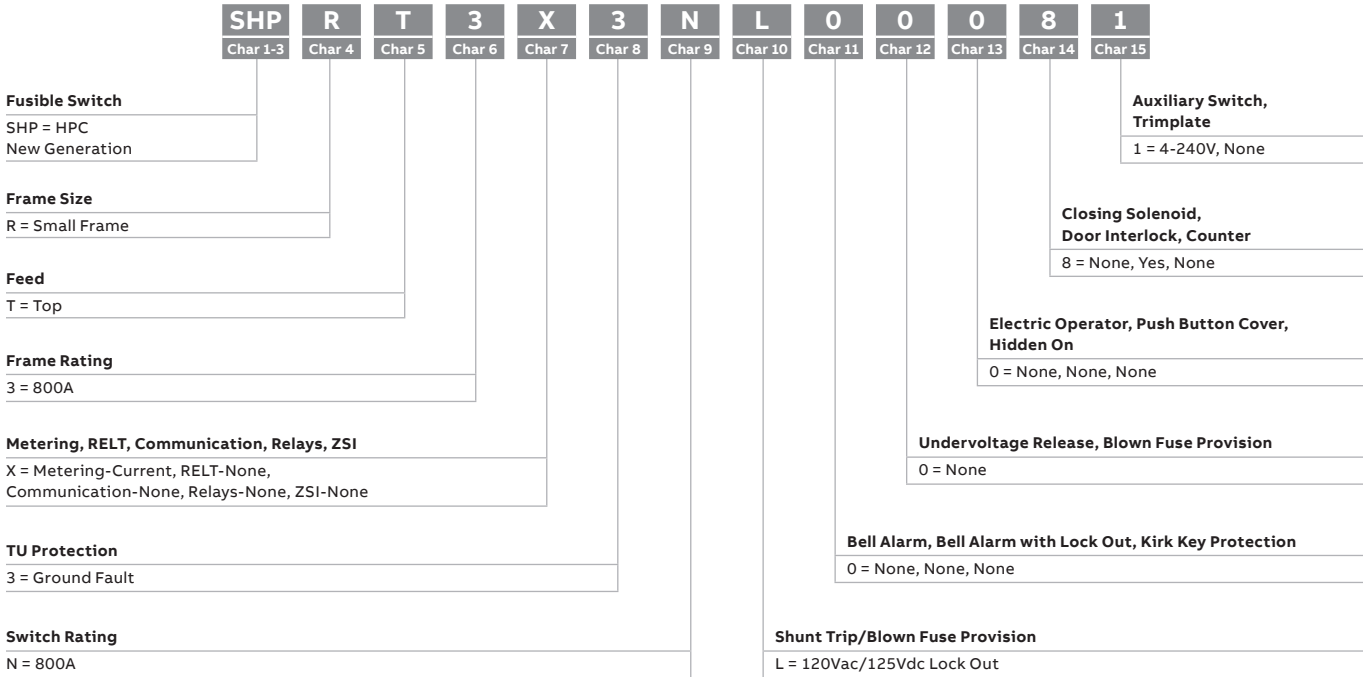 SHP R T 3 X 3 N L 0 0 0 8 1
Char 1-3 Char 4 Char 5 Char 6 Char 7 Char 8 Char 9 Char 10 Char 11 Char 12 Char 13 Char 14 Char 15
Fusible Switch
SHP = HPC
New Generation
Frame Size
R = Small Frame
Feed
T = Top
Frame Rating
3 = 800A
Metering, RELT, Communication, Relays, ZSI
X = Metering-Current, RELT-None,
Communication-None, Relays-None, ZSI-None
TU Protection
3 = Ground Fault
Switch Rating
N = 800A
Auxiliary Switch,
Trimplate
1 = 4-240V, None
Closing Solenoid,
Door Interlock, Counter
8 = None, Yes, None
Electric Operator, Push Button Cover,
Hidden On
0 = None, None, None
Undervoltage Release, Blown Fuse Provision
0 = None
Bell Alarm, Bell Alarm with Lock Out, Kirk Key Protection
0 = None, None, None
Shunt Trip/Blown Fuse Provision
L = 120Vac/125Vdc Lock Out